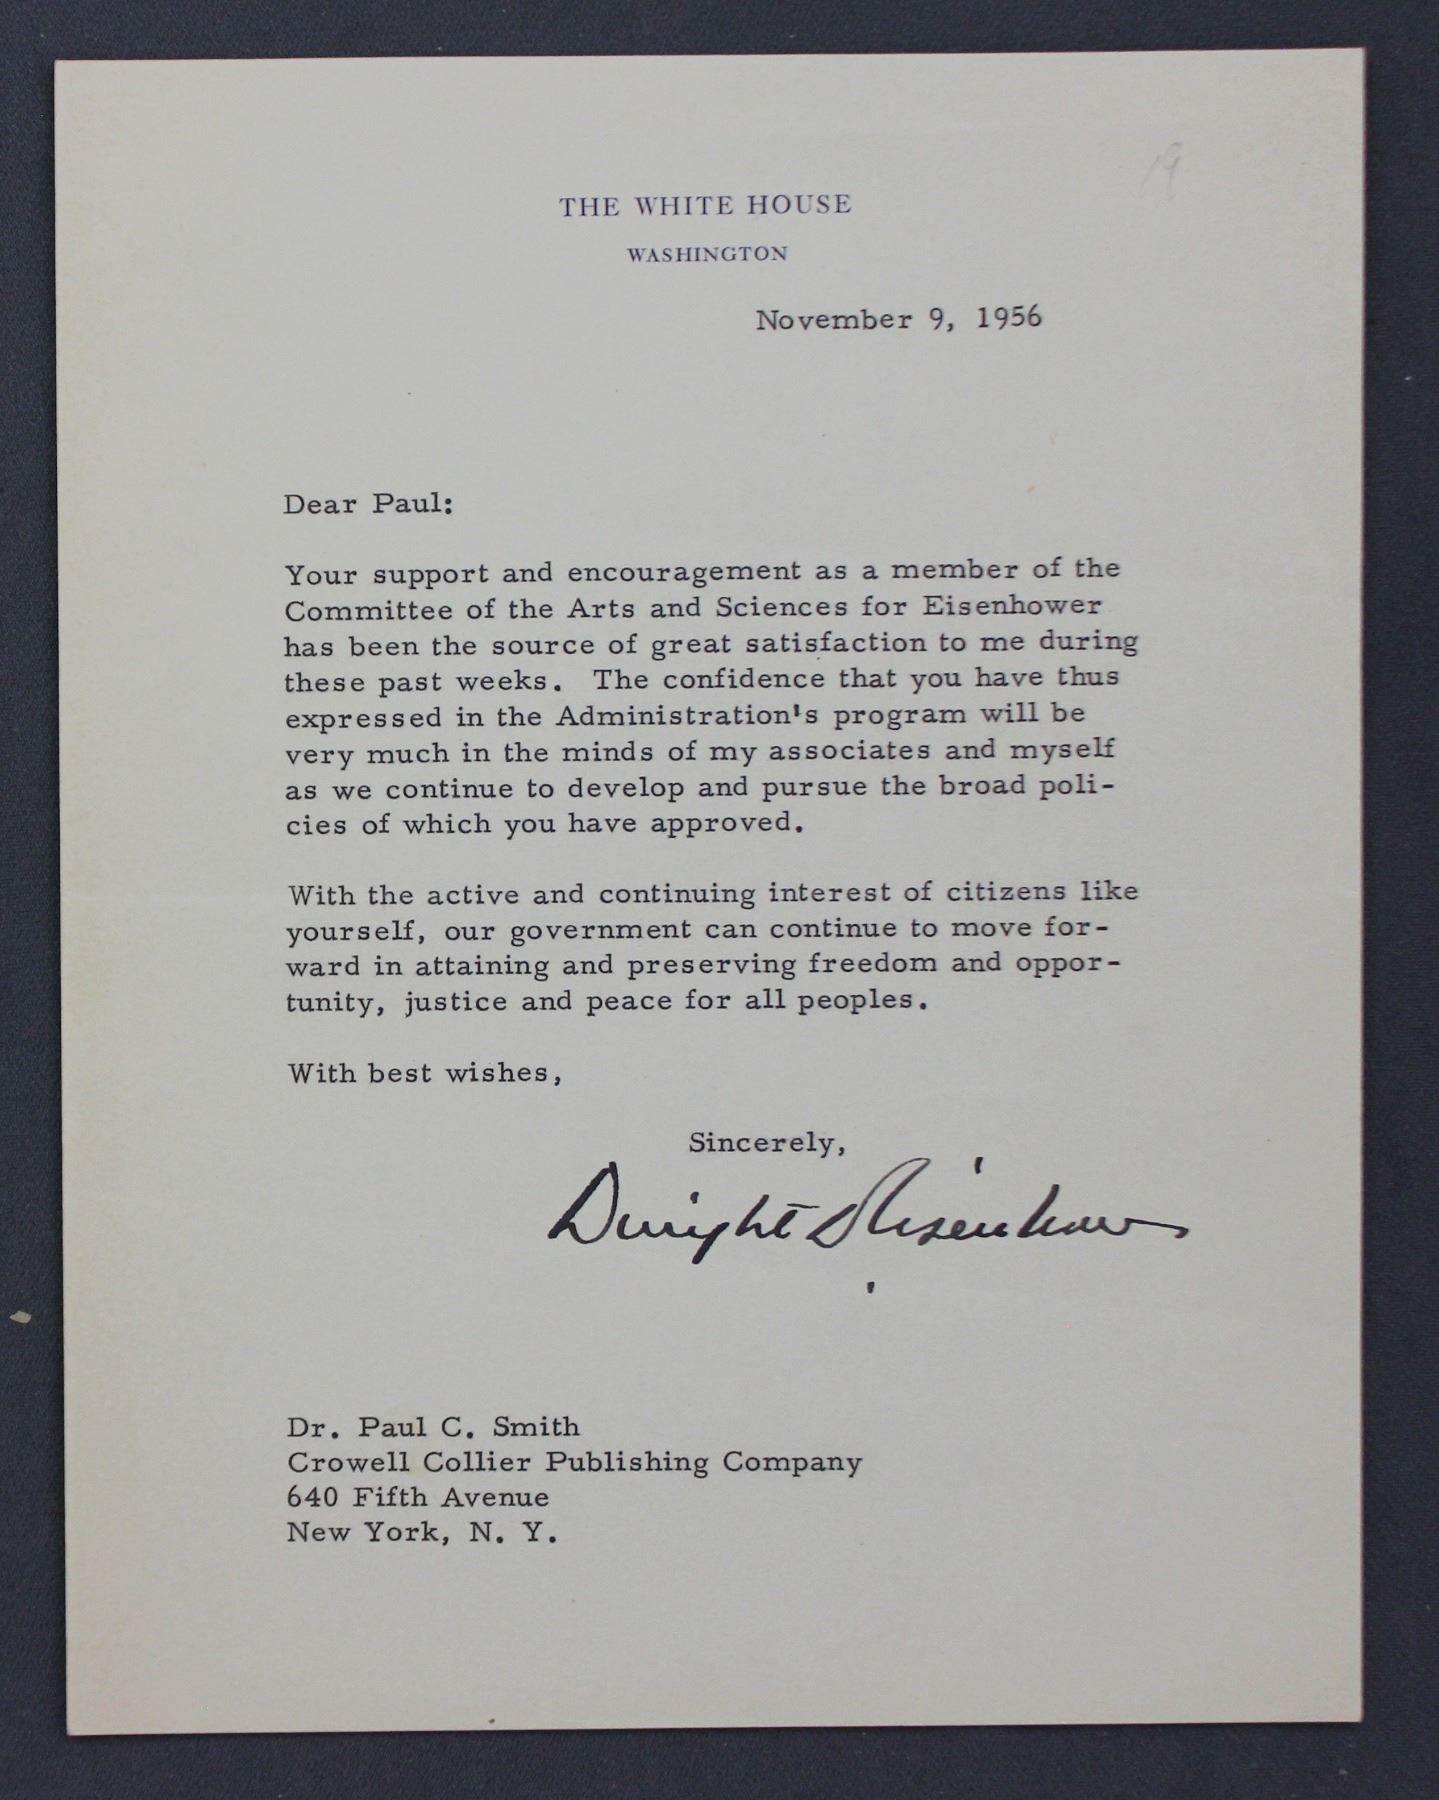 19
THE WHITE HOUSE
WASHINGTON
November 9, 1956
Dear Paul:
Your support and encouragement as a member of the
Committee of the Arts and Sciences for Eisenhower
has been the source of great satisfaction to me during
these past weeks. The confidence that you have thus
expressed in the Administration's program will be
very much in the minds of my associates and myself
as we continue to develop and pursue the broad poli-
cies of which you have approved.
With the active and continuing interest of citizens like
yourself, our government can continue to move for-
ward in attaining and preserving freedom and oppor-
tunity, justice and peace for all peoples.
With best wishes,
Sincerely,
Dwight D Eisenhower
Dr. Paul C. Smith
Crowell Collier Publishing Company
640 Fifth Avenue
New York, N. Y.